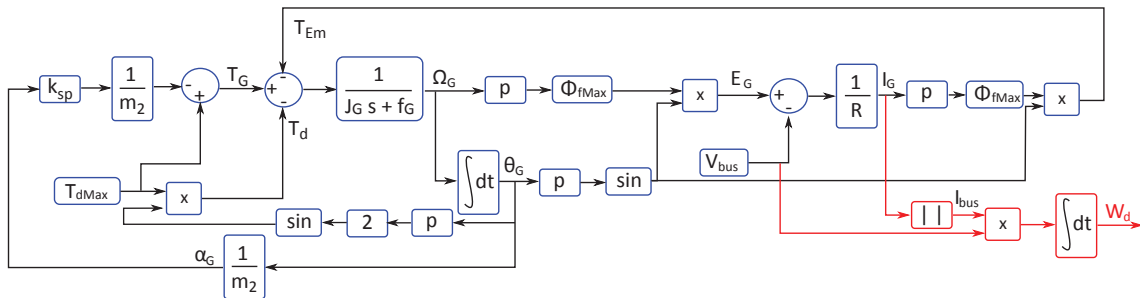 T_Em
k_sp
1
m_2
-
+
T_G
+
-
-
T_d
1
J_G s + f_G
Ω_G
p
Φ_fMax
x
E_G
+
-
1
R
I_G
p
Φ_fMax
x
T_dMax
x
∫dt
θ_G
p
sin
V_bus
sin
2
p
| |
I_bus
x
∫dt
W_d
α_G
1
m_2